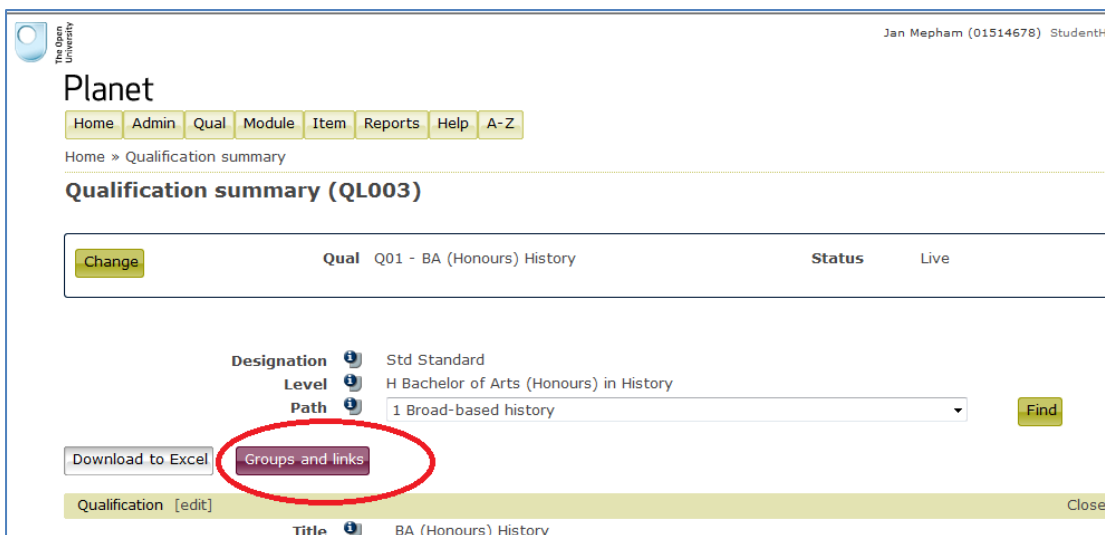 The Open
University
Jan Mepham (01514678) StudentH
Planet
Home Admin Qual Module Item Reports Help A-Z
Home » Qualification summary
Qualification summary (QL003)
Change Qual Q01 - BA (Honours) History Status Live
Designation Std Standard
Level H Bachelor of Arts (Honours) in History
Path 1 Broad-based history Find
Download to Excel Groups and links
Qualification [edit] Close
Title BA (Honours) History